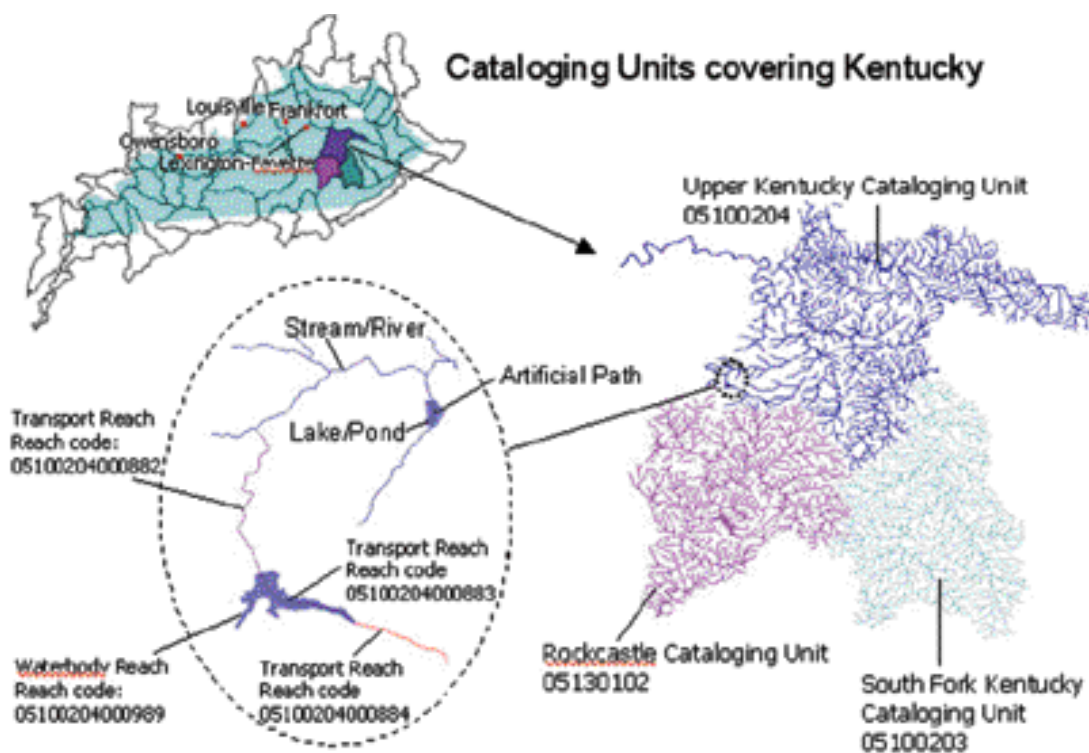 Cataloging Units covering Kentucky
Louisville
Frankfort
Owensboro
Lexington-Fayette
Upper Kentucky Cataloging Unit
05100204
Stream/River
Artificial Path
Lake/Pond
Transport Reach
Reach code:
05100204000882
Transport Reach
Reach code
05100204000883
Waterbody Reach
Reach code:
05100204000989
Transport Reach
Reach code
05100204000884
Rockcastle Cataloging Unit
05130102
South Fork Kentucky
Cataloging Unit
05100203